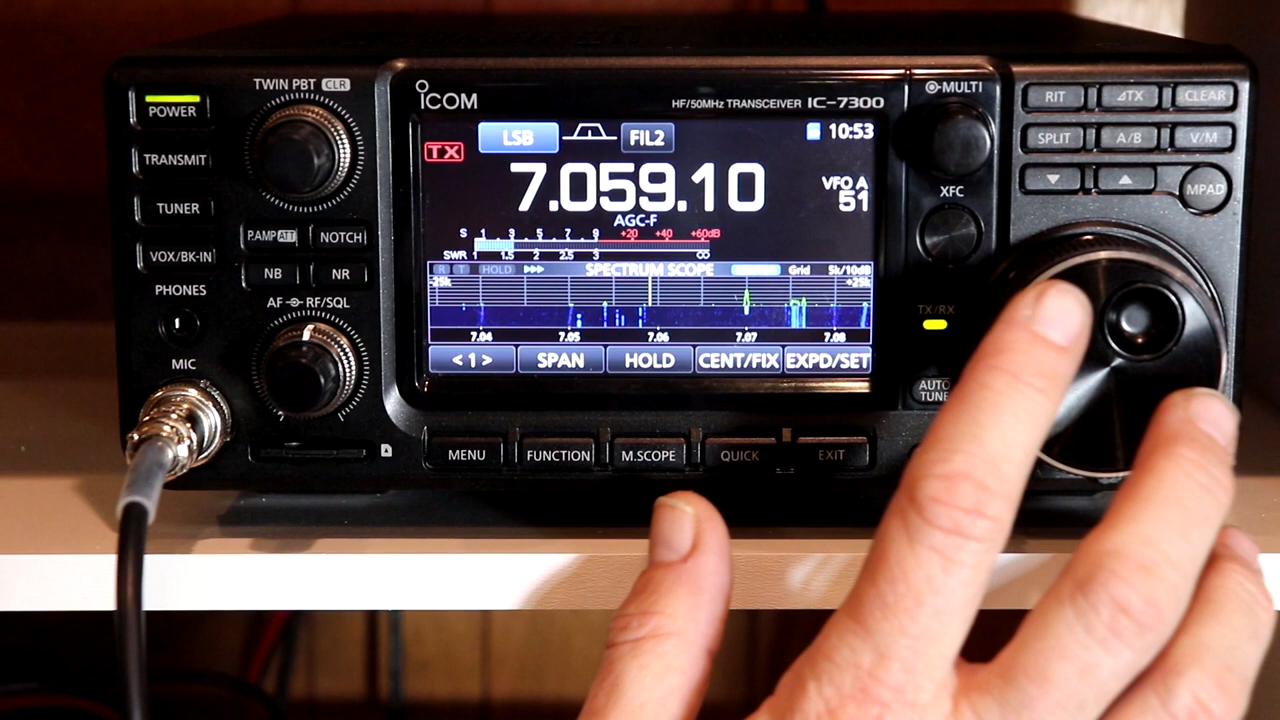 TWIN PBT CLR
POWER
TRANSMIT
TUNER
VOX/BK-IN
P.AMP ATT
NOTCH
NB
NR
PHONES
AF RF/SQL
MIC
ICOM
HF/50MHz TRANSCEIVER IC-7300
LSB
FIL2
10:53
TX
7.059.10
VFO A
51
AGC-F
S 1 3 5 7 9 +20 +40 +60dB
SWR 1 1.5 2 2.5 3 ∞
R T HOLD SPECTRUM SCOPE Grid 5k/10dB
-25k +25k
7.04 7.05 7.06 7.07 7.08
<1> SPAN HOLD CENT/FIX EXPD/SET
MENU FUNCTION M.SCOPE QUICK EXIT
MULTI
XFC
TX/RX
AUTO
TUNE
RIT ⊿TX CLEAR
SPLIT A/B V/M
▼ ▲ MPAD